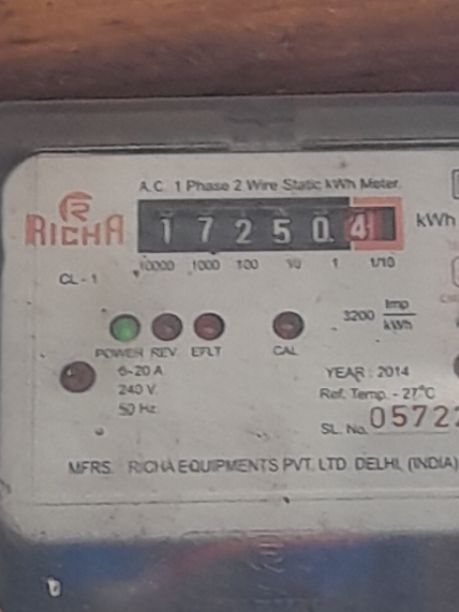 A.C. 1 Phase 2 Wire Static kWh Meter.
RICHA
1 7 2 5 0. 4 kWh
10000 1000 100 10 1 1/10
CL - 1
3200 Imp/kWh
POWER REV. EFLT CAL
6-20 A
240 V.
50 Hz
YEAR : 2014
Ref. Temp. - 27°C
SL. No. 05722
MFRS. RICHA EQUIPMENTS PVT. LTD. DELHI, (INDIA)